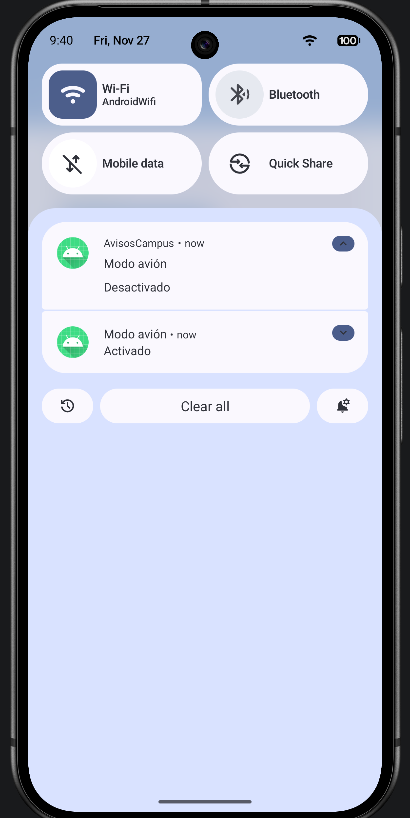 9:40 Fri, Nov 27 100
Wi-Fi
AndroidWifi
Bluetooth
Mobile data
Quick Share
AvisosCampus • now
Modo avión
Desactivado
Modo avión • now
Activado
Clear all